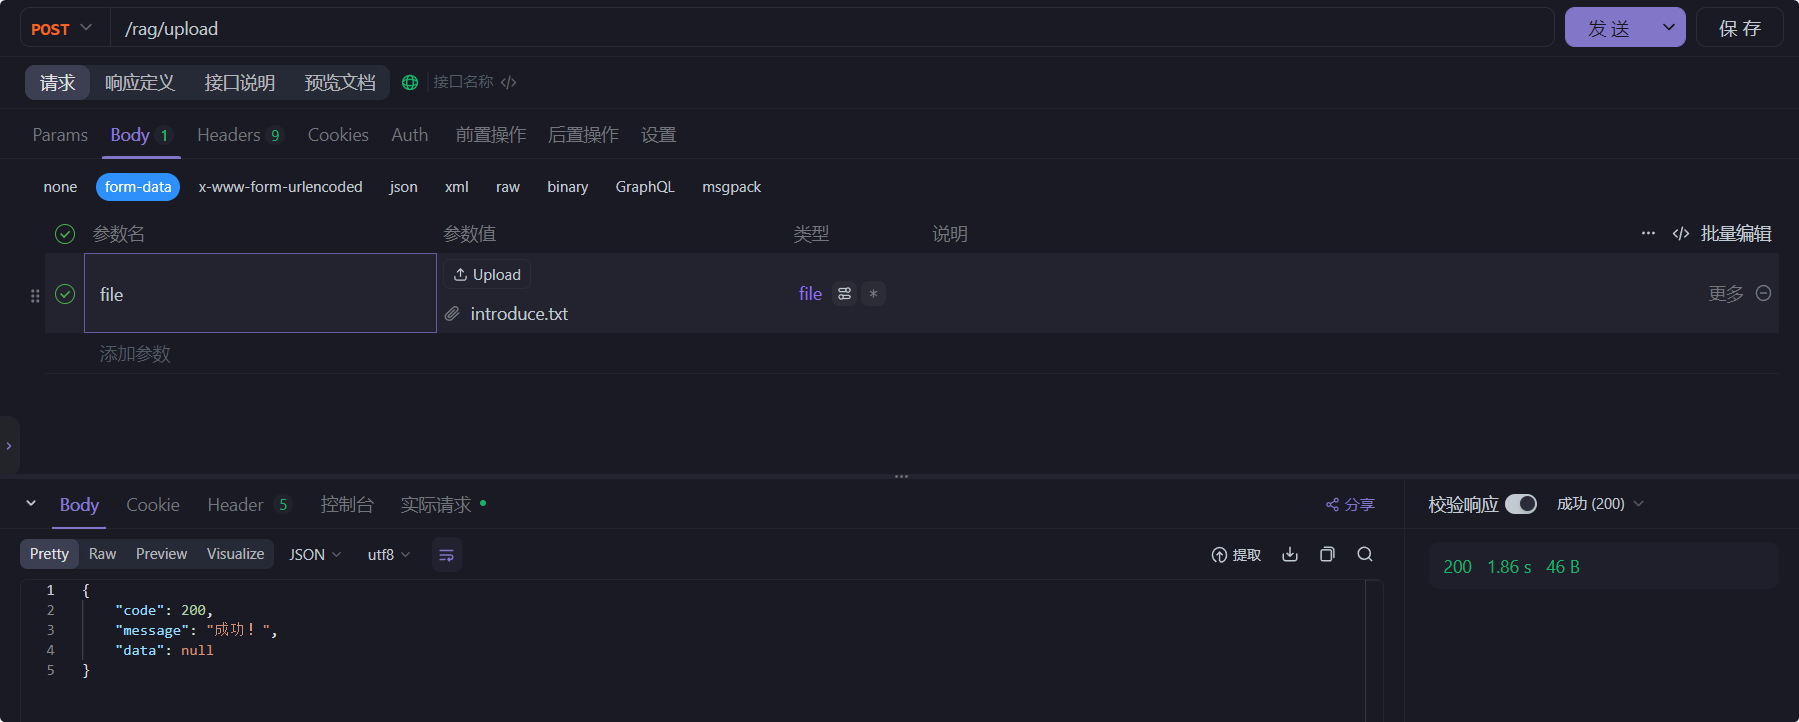 POST /rag/upload 发 送 保 存
请求 响应定义 接口说明 预览文档 接口名称
Params Body 1 Headers 9 Cookies Auth 前置操作 后置操作 设置
none form-data x-www-form-urlencoded json xml raw binary GraphQL msgpack
参数名 参数值 类型 说明 ··· </> 批量编辑
Upload
file file * 更多
introduce.txt
添加参数
Body Cookie Header 5 控制台 实际请求 分享 校验响应 成功 (200)
Pretty Raw Preview Visualize JSON utf8 提取
200 1.86 s 46 B
1 {
2 "code": 200,
3 "message": "成功！",
4 "data": null
5 }